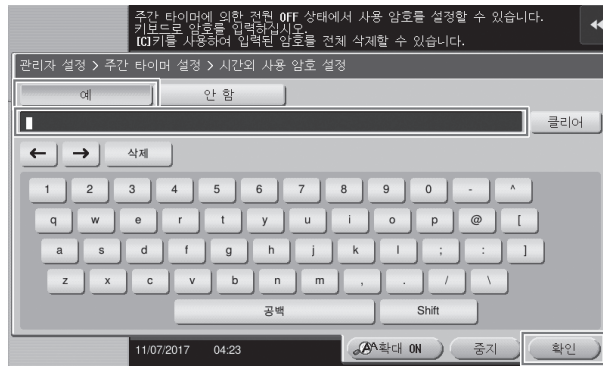 주간 타이머에 의한 전원 OFF 상태에서 사용 암호를 설정할 수 있습니다.
키보드로 암호를 입력하십시오.
[C]키를 사용하여 입력된 암호를 전체 삭제할 수 있습니다.
관리자 설정 > 주간 타이머 설정 > 시간외 사용 암호 설정
예 안 함
클리어
← → 삭제
1 2 3 4 5 6 7 8 9 0 - ^
q w e r t y u i o p @ [
a s d f g h j k l ; : ]
z x c v b n m , . / \
공백 Shift
11/07/2017 04:23 확대 ON 중지 확인